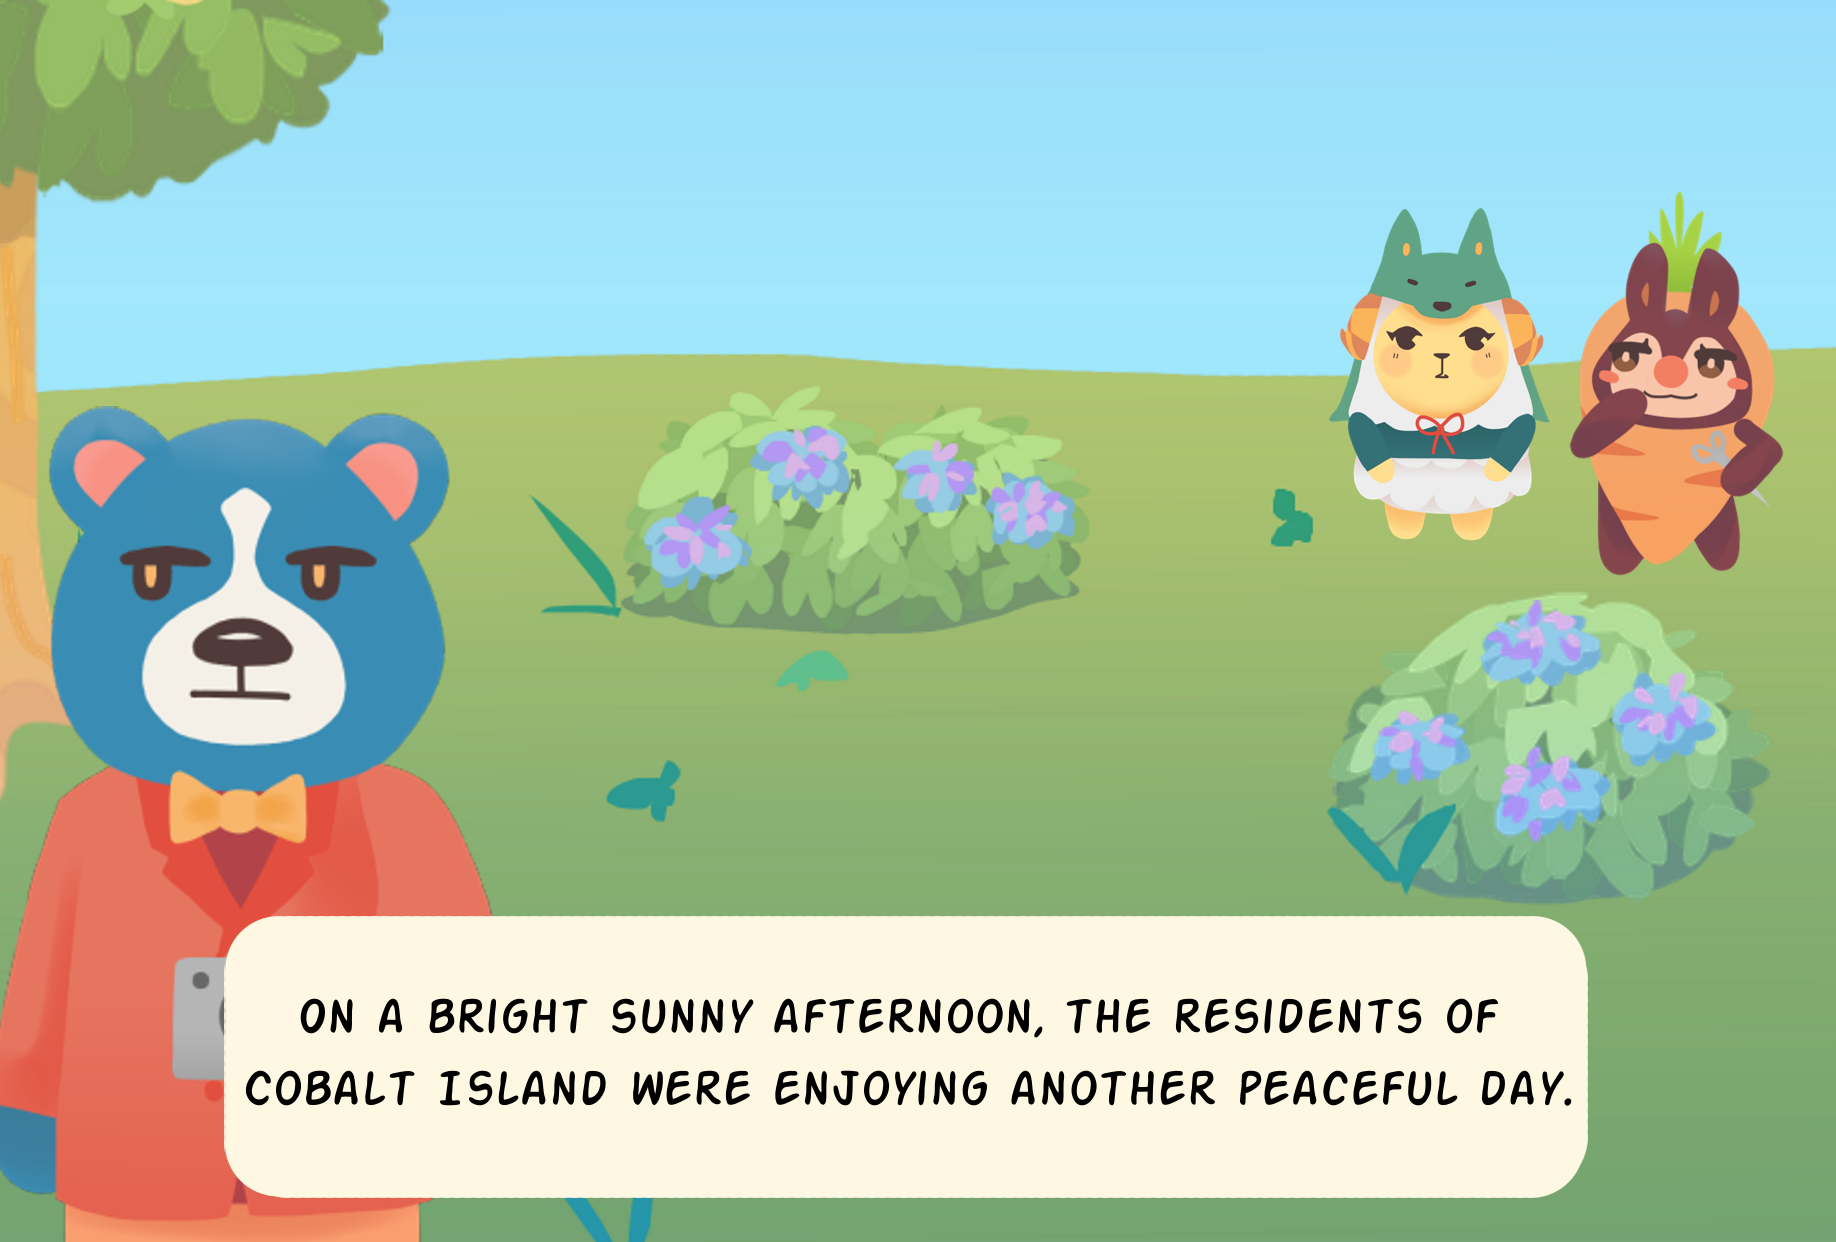 ON A BRIGHT SUNNY AFTERNOON, THE RESIDENTS OF
COBALT ISLAND WERE ENJOYING ANOTHER PEACEFUL DAY.